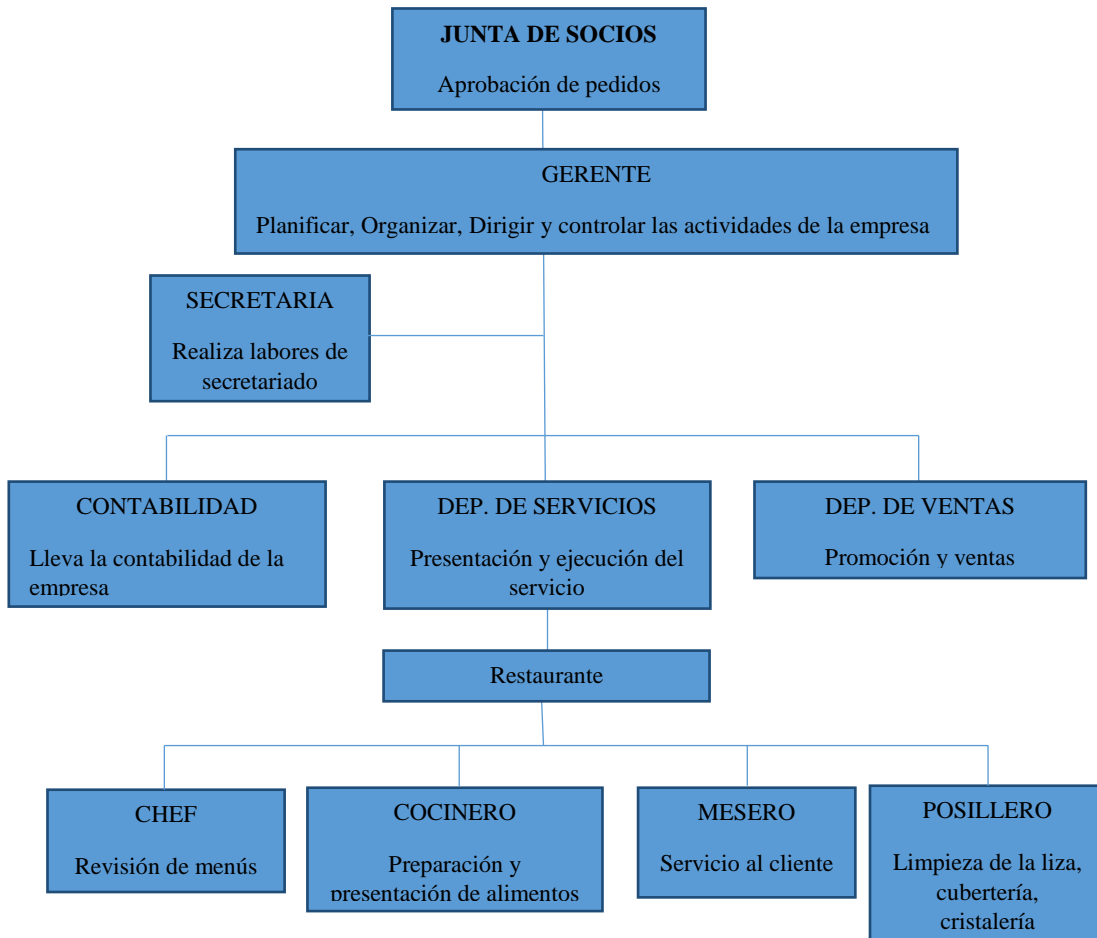 JUNTA DE SOCIOS
Aprobación de pedidos
GERENTE
Planificar, Organizar, Dirigir y controlar las actividades de la empresa
SECRETARIA
Realiza labores de
secretariado
CONTABILIDAD
Lleva la contabilidad de la
empresa
DEP. DE SERVICIOS
Presentación y ejecución del
servicio
DEP. DE VENTAS
Promoción y ventas
Restaurante
CHEF
Revisión de menús
COCINERO
Preparación y
presentación de alimentos
MESERO
Servicio al cliente
POSILLERO
Limpieza de la liza,
cubertería,
cristalería